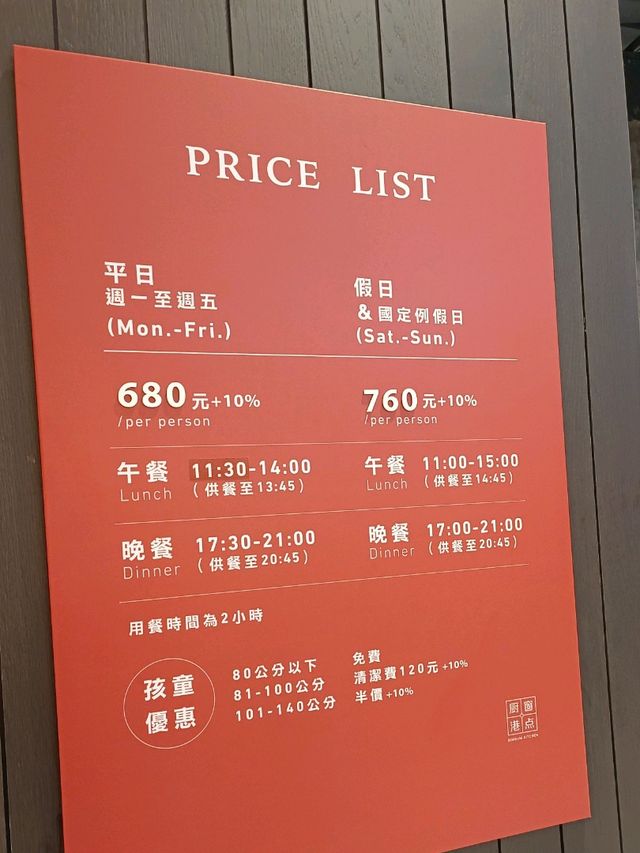 PRICE LIST
平日
週一至週五
(Mon.-Fri.)
假日
&國定例假日
(Sat.-Sun.)
680元+10%
/per person
760元+10%
/per person
午餐 11:30-14:00
Lunch (供餐至13:45)
午餐 11:00-15:00
Lunch (供餐至14:45)
晚餐 17:30-21:00
Dinner (供餐至20:45)
晚餐 17:00-21:00
Dinner (供餐至20:45)
用餐時間為2小時
孩童
優惠
80公分以下 免費
81-100公分 清潔費120元+10%
101-140公分 半價+10%
廚窗
港点